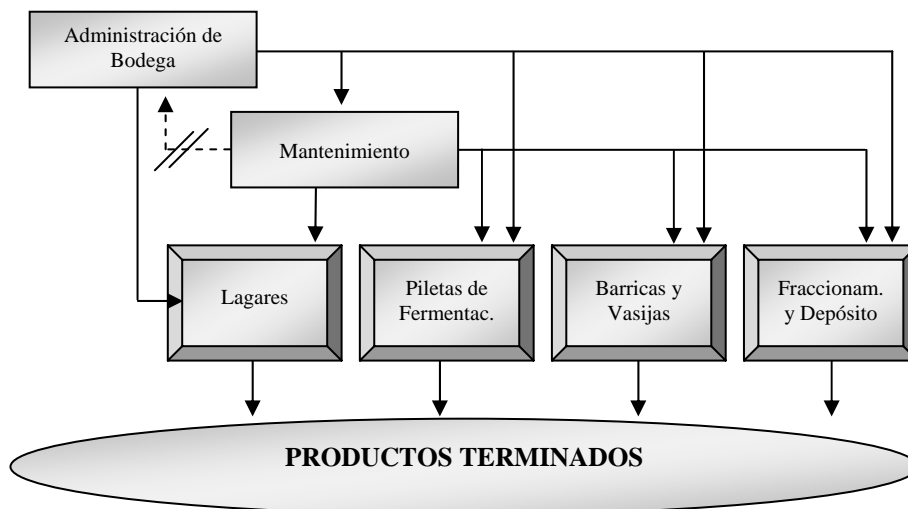 Administración de
Bodega
Mantenimiento
Lagares
Piletas de
Fermentac.
Barricas y
Vasijas
Fraccionam.
y Depósito
PRODUCTOS TERMINADOS